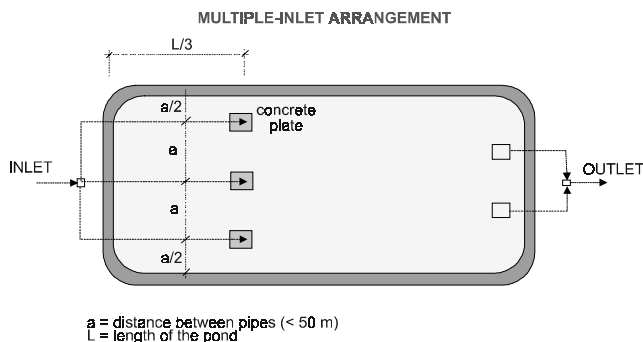 MULTIPLE-INLET ARRANGEMENT
L/3
a/2
concrete
plate
a
INLET
OUTLET
a
a/2
a = distance between pipes (< 50 m)
L = length of the pond